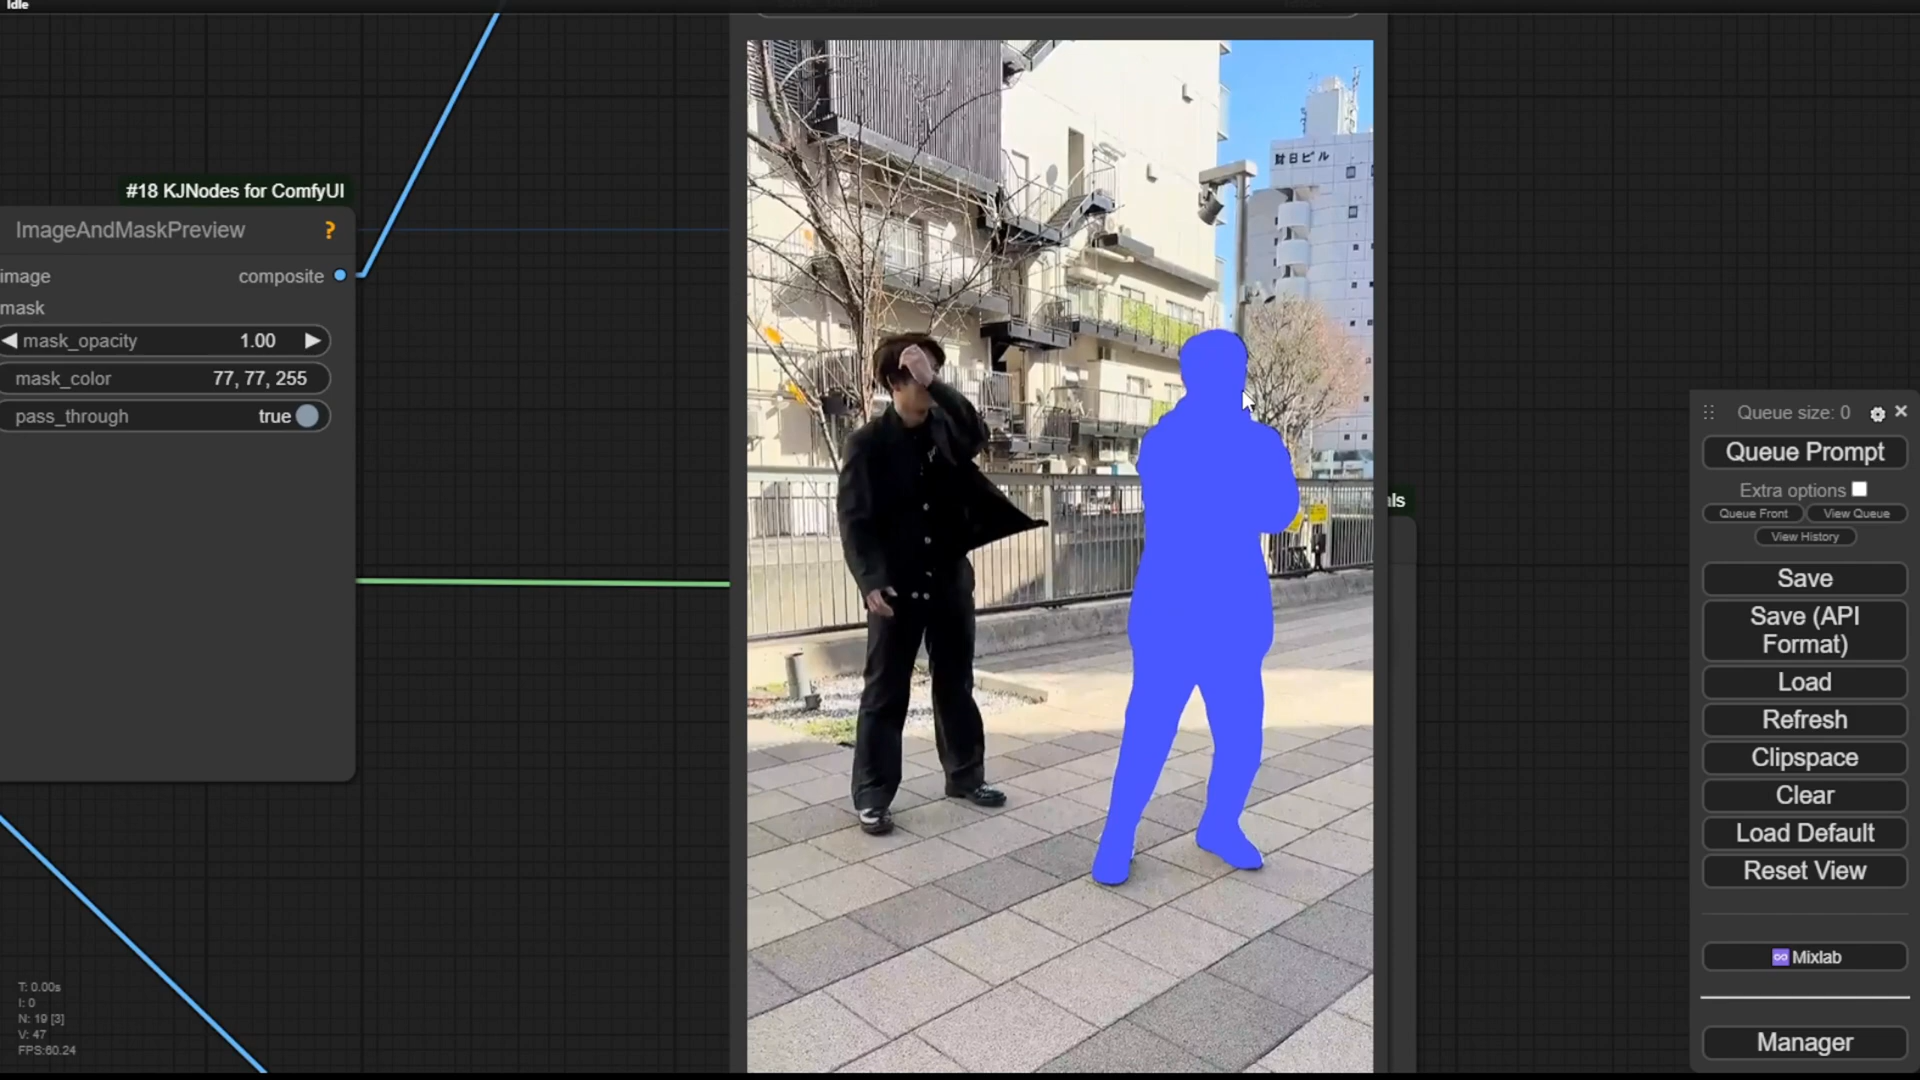 Idle
#18 KJNodes for ComfyUI
ImageAndMaskPreview ?
image composite
mask
mask_opacity 1.00
mask_color 77, 77, 255
pass_through true
T: 0.00s
I: 0
N: 19 [3]
V: 47
FPS:60.24
財日ビル
ls
Queue size: 0
Queue Prompt
Extra options
Queue Front View Queue
View History
Save
Save (API
Format)
Load
Refresh
Clipspace
Clear
Load Default
Reset View
Mixlab
Manager